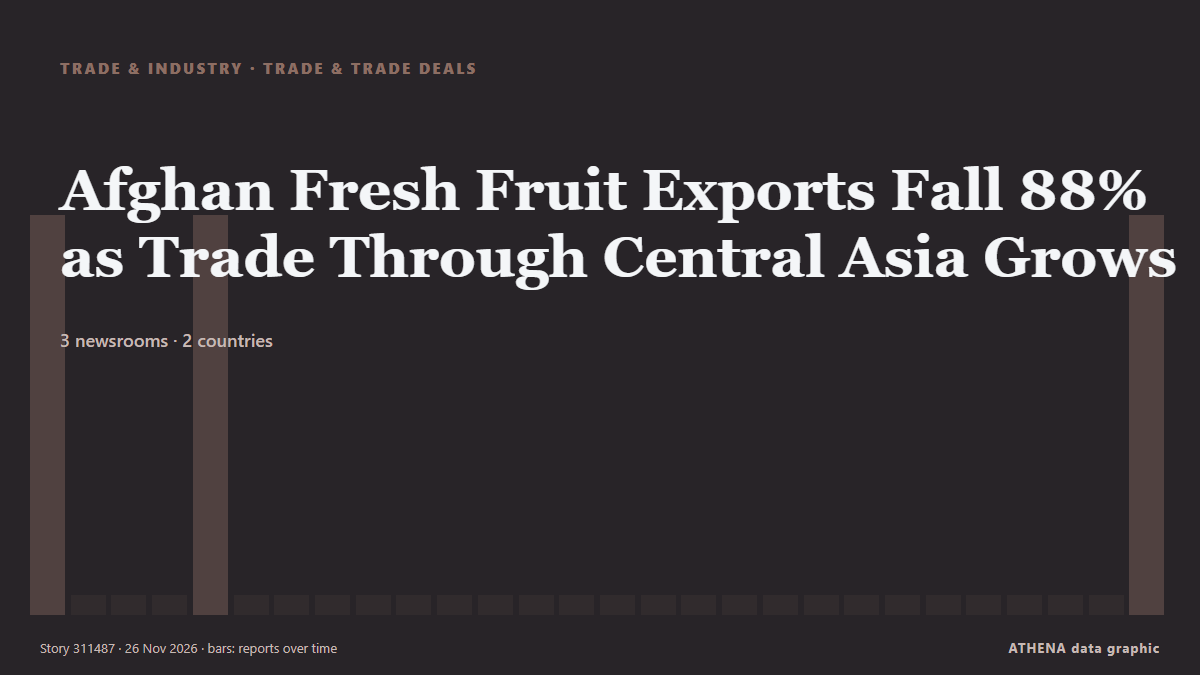 TRADE & INDUSTRY · TRADE & TRADE DEALS
Afghan Fresh Fruit Exports Fall 88%
as Trade Through Central Asia Grows
3 newsrooms · 2 countries
Story 311487 · 26 Nov 2026 · bars: reports over time
ATHENA data graphic